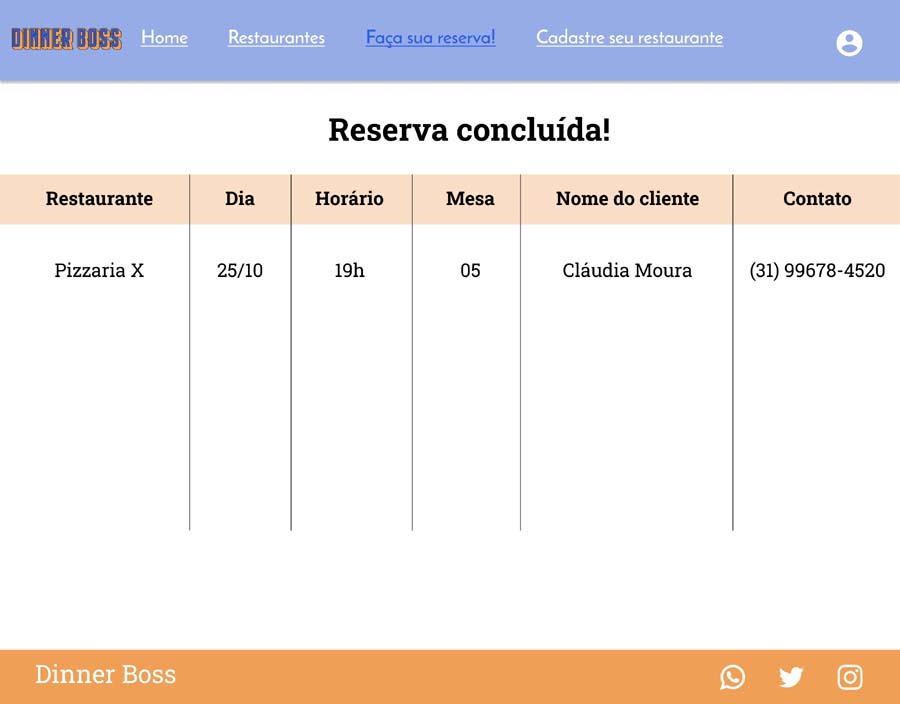 DINNER BOSS Home Restaurantes Faça sua reserva! Cadastre seu restaurante
Reserva concluída!
Restaurante Dia Horário Mesa Nome do cliente Contato
Pizzaria X 25/10 19h 05 Cláudia Moura (31) 99678-4520
Dinner Boss